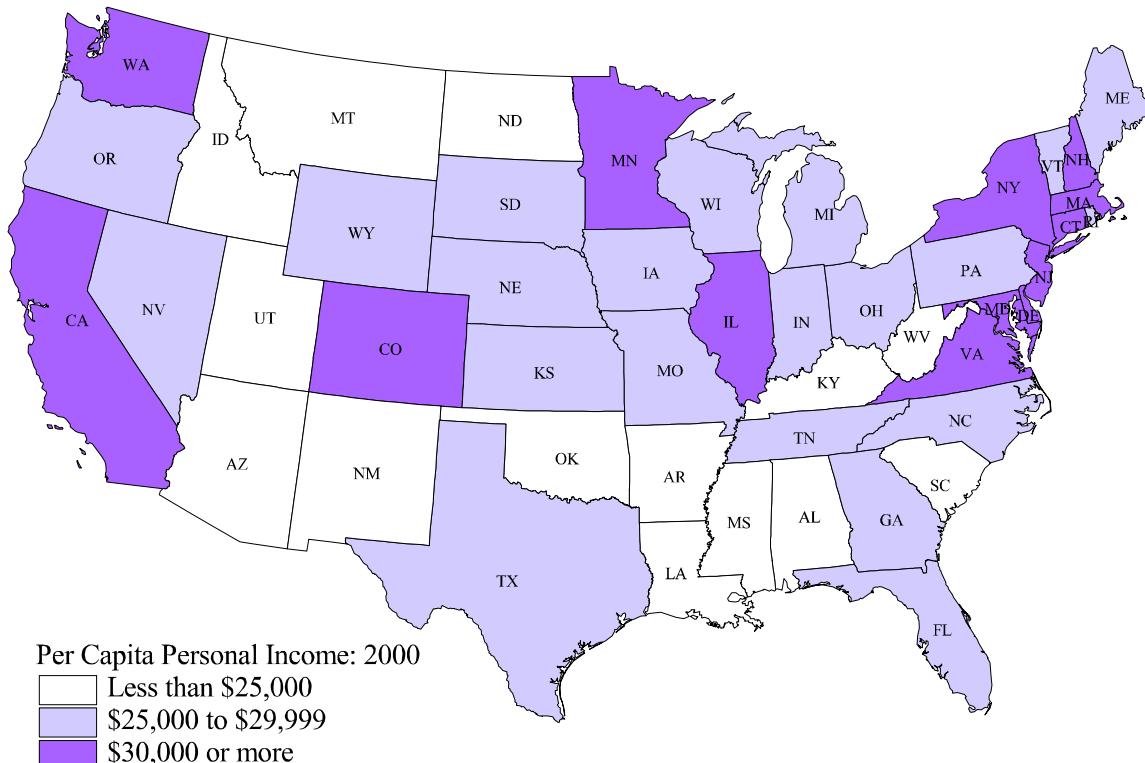 WA
ME
MT
ND
ID
MN
OR
VT
NH
NY
WI
SD
MA
MI
CT
RI
WY
IA
PA
NE
NJ
NV
OH
IN
IL
MD
DE
UT
CA
CO
WV
VA
KS
MO
KY
NC
TN
OK
AZ
NM
AR
SC
MS
AL
GA
LA
TX
FL
Per Capita Personal Income: 2000
Less than $25,000
$25,000 to $29,999
$30,000 or more